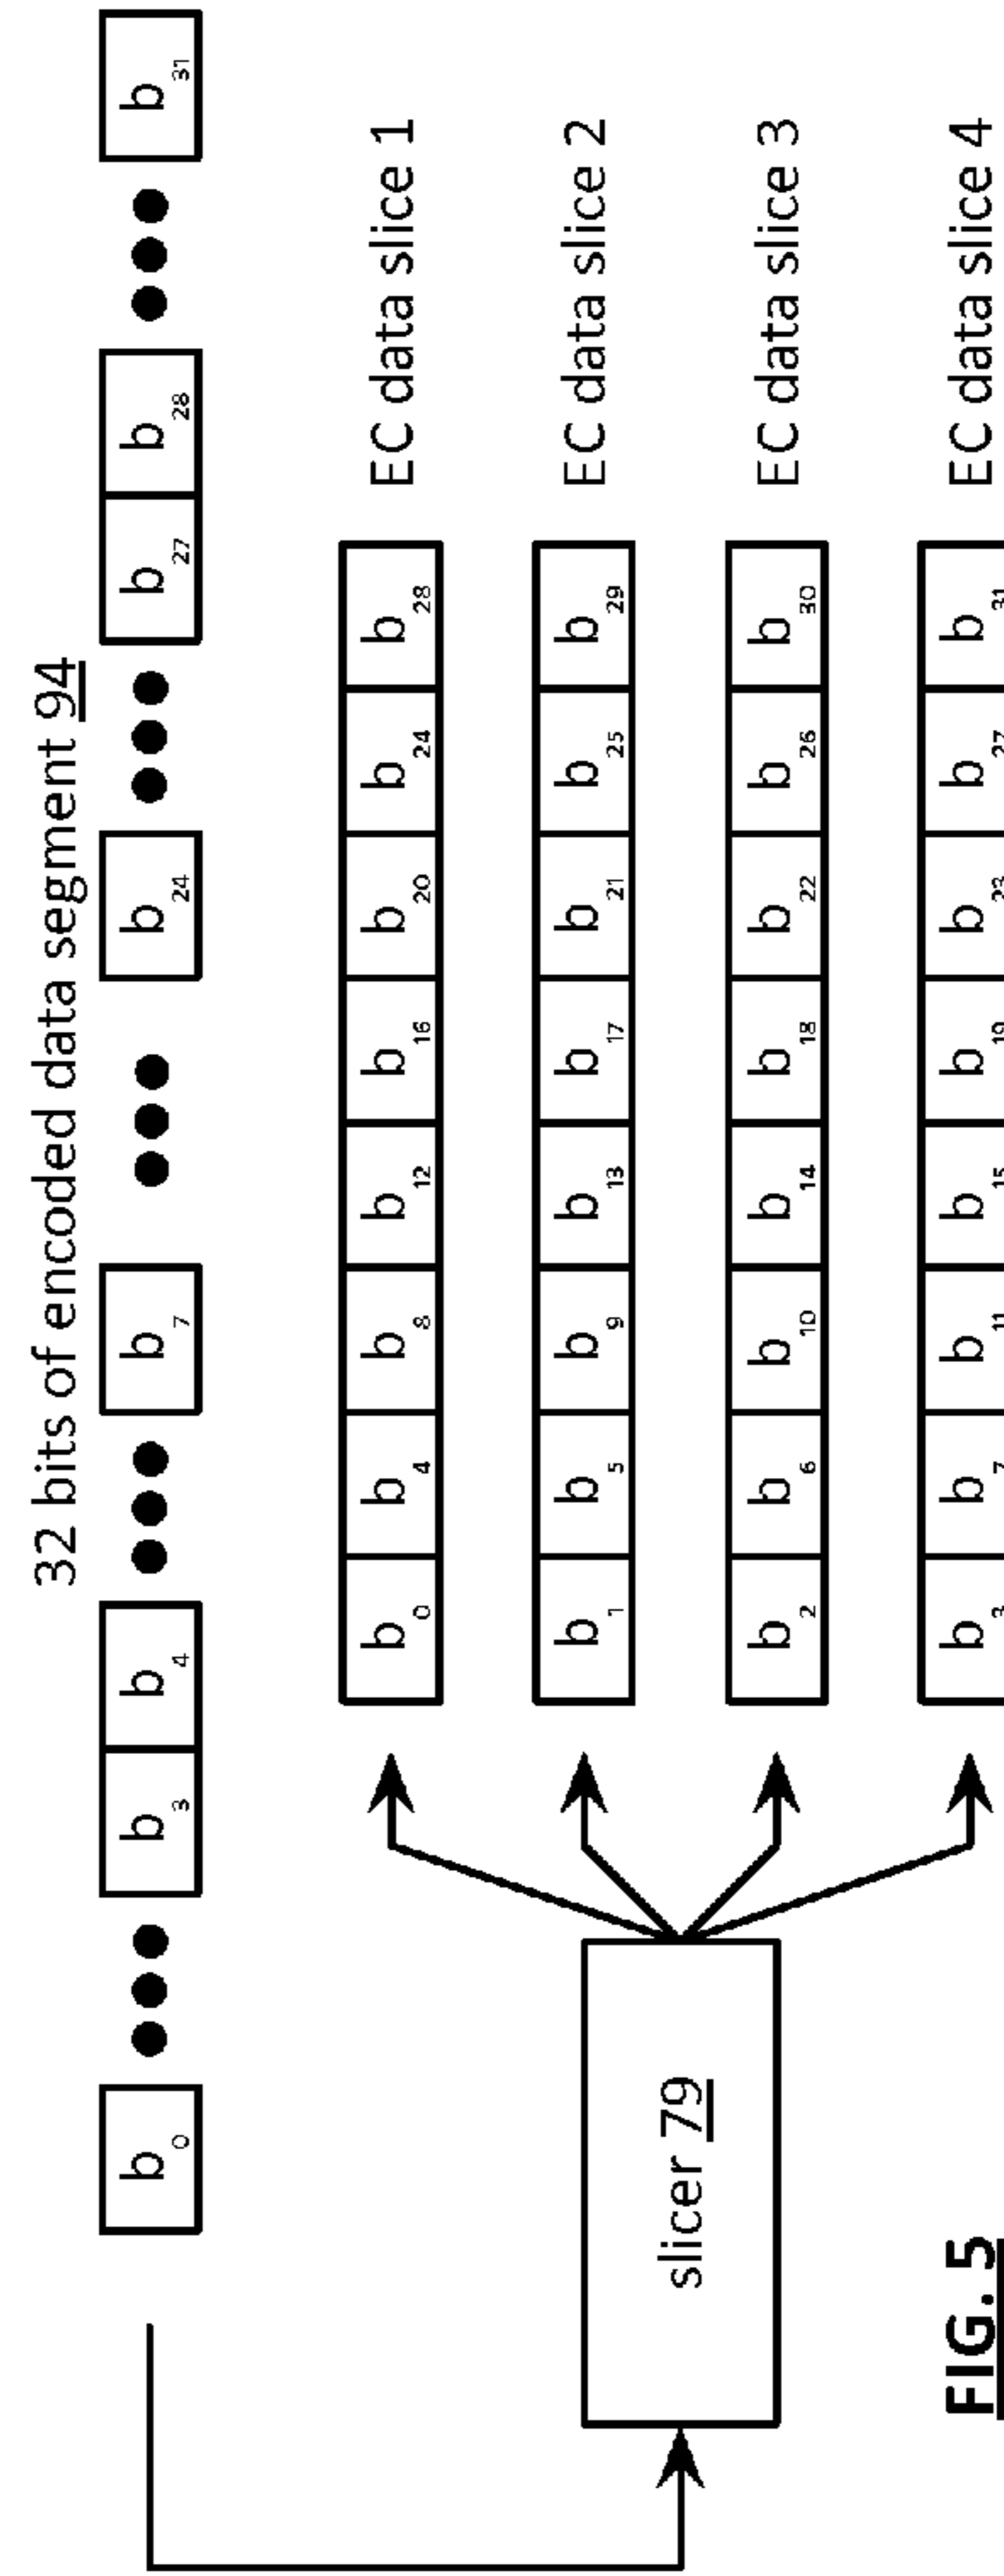 32 bits of encoded data segment 94
b0 b3 b4 b7 b24 b27 b28 b31
b0 b4 b8 b12 b16 b20 b24 b28 EC data slice 1
b1 b5 b9 b13 b17 b21 b25 b29 EC data slice 2
slicer 79
b2 b6 b10 b14 b18 b22 b26 b30 EC data slice 3
b3 b7 b11 b15 b19 b23 b27 b31 EC data slice 4
FIG. 5